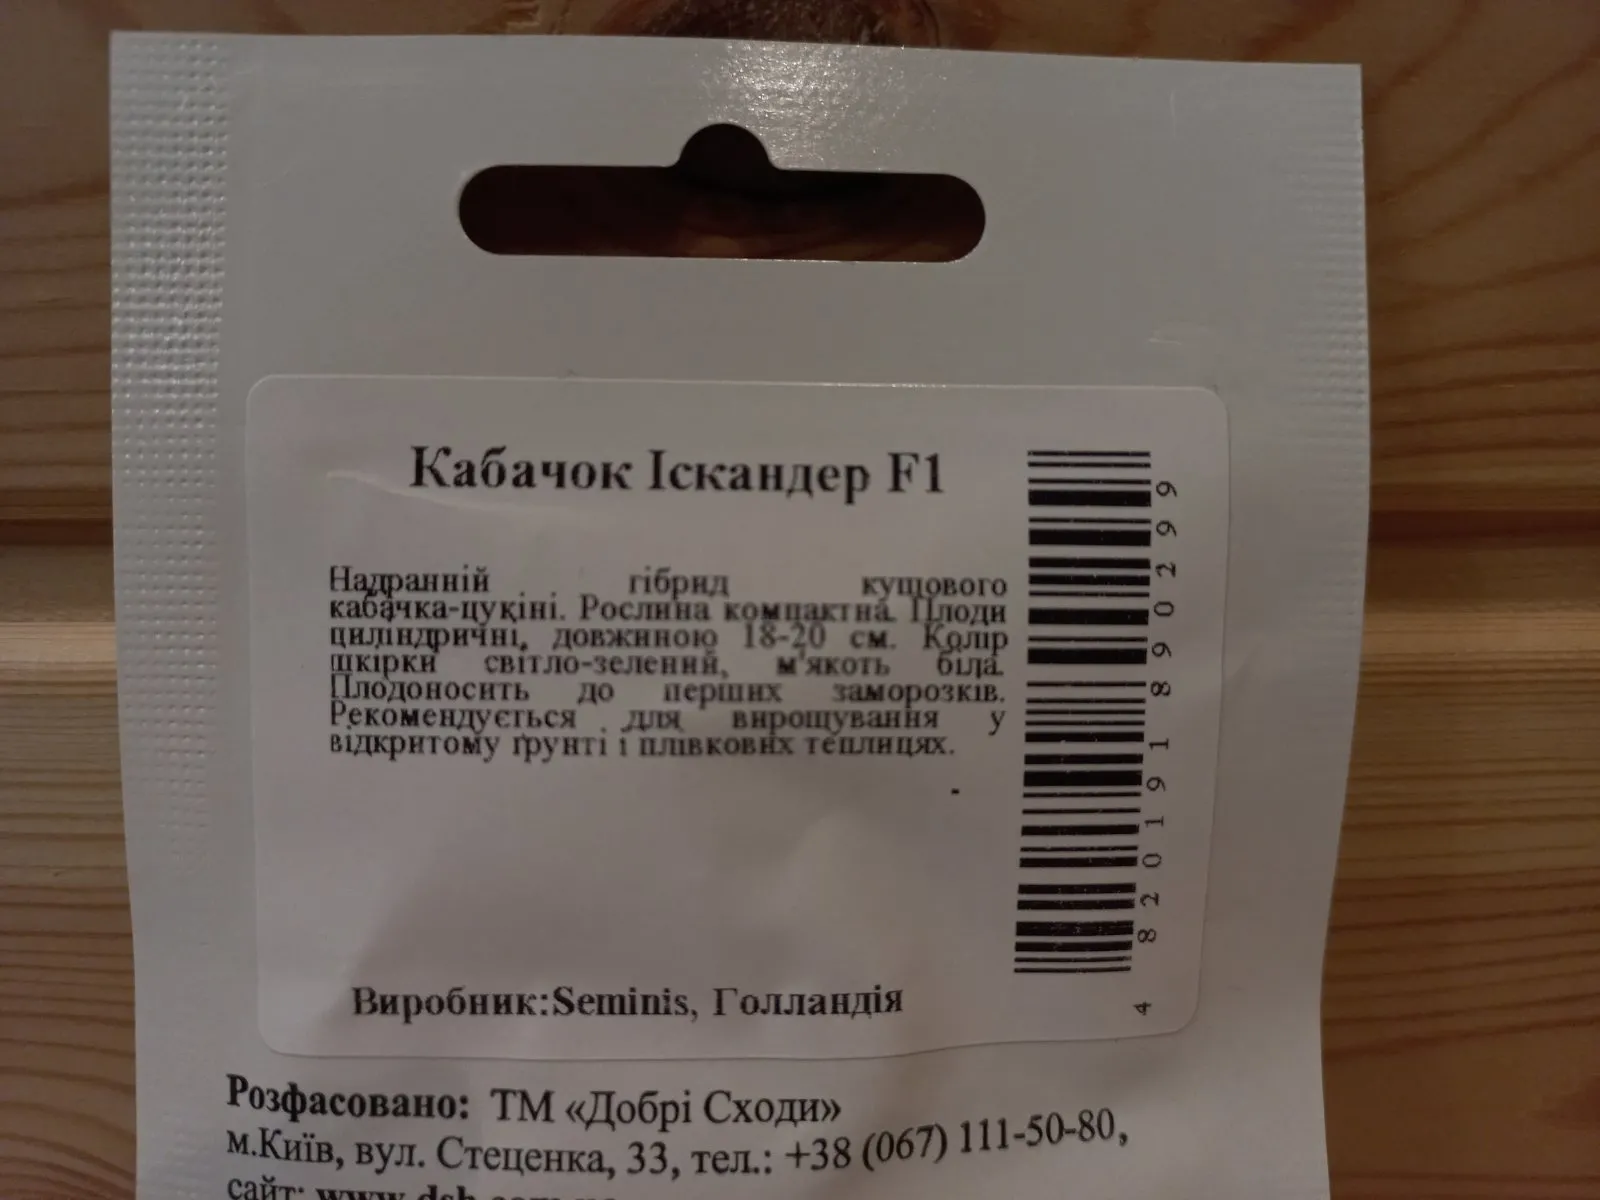 Кабачок Іскандер F1
Надранній гібрид кущового
кабачка-цукіні. Рослина компактна. Плоди
циліндричні, довжиною 18-20 см. Колір
шкірки світло-зелений, м'якоть біла.
Плодоносить до перших заморозків.
Рекомендується для вирощування у
відкритому ґрунті і плівкових теплицях.
4 820191 890299
Виробник:Seminis, Голландія
Розфасовано: ТМ «Добрі Сходи»
м.Київ, вул. Стеценка, 33, тел.: +38 (067) 111-50-80,
сайт: